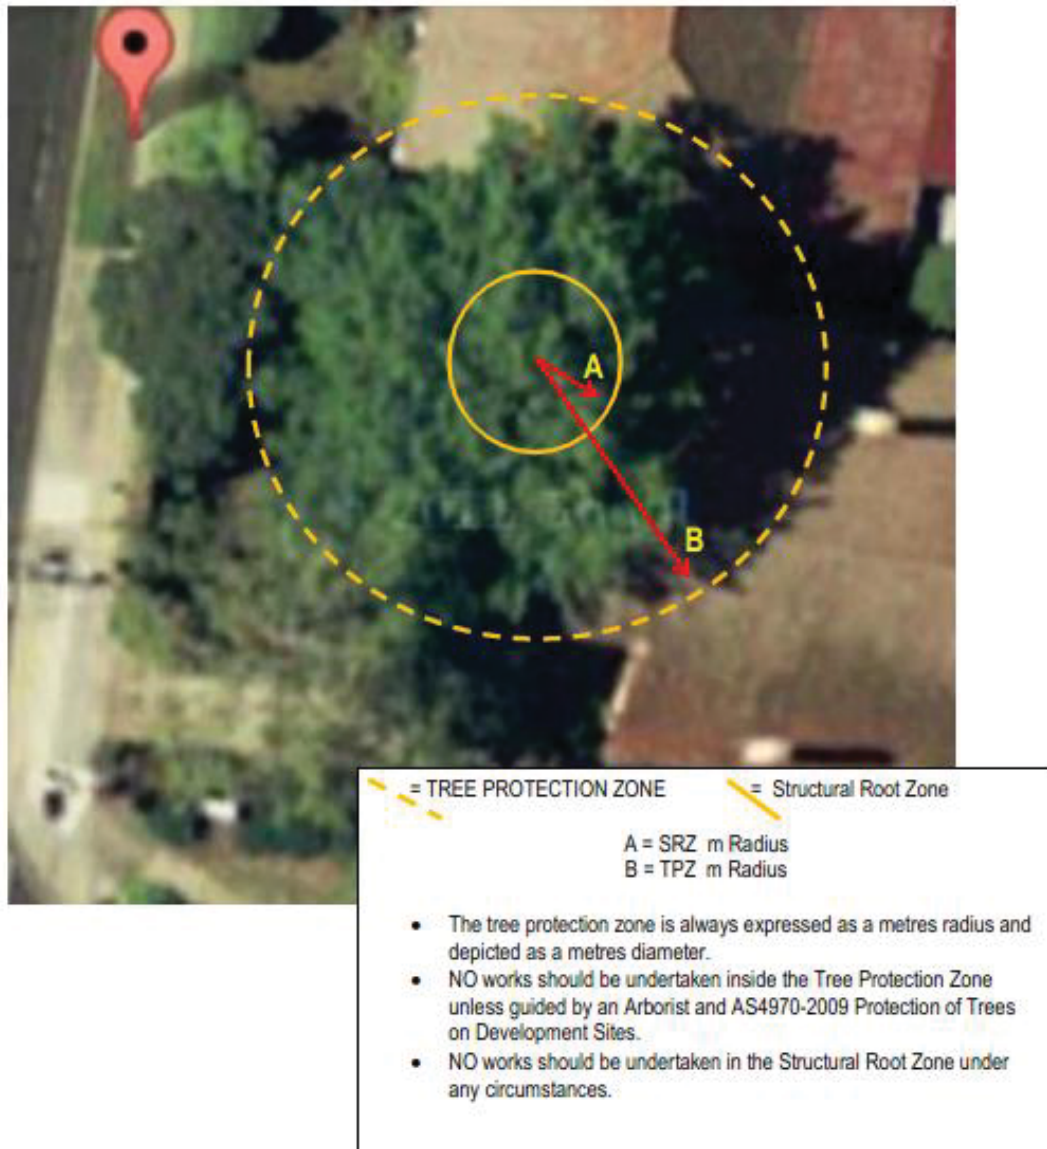 A
B
= TREE PROTECTION ZONE = Structural Root Zone
A = SRZ m Radius
B = TPZ m Radius
• The tree protection zone is always expressed as a metres radius and
depicted as a metres diameter.
• NO works should be undertaken inside the Tree Protection Zone
unless guided by an Arborist and AS4970-2009 Protection of Trees
on Development Sites.
• NO works should be undertaken in the Structural Root Zone under
any circumstances.